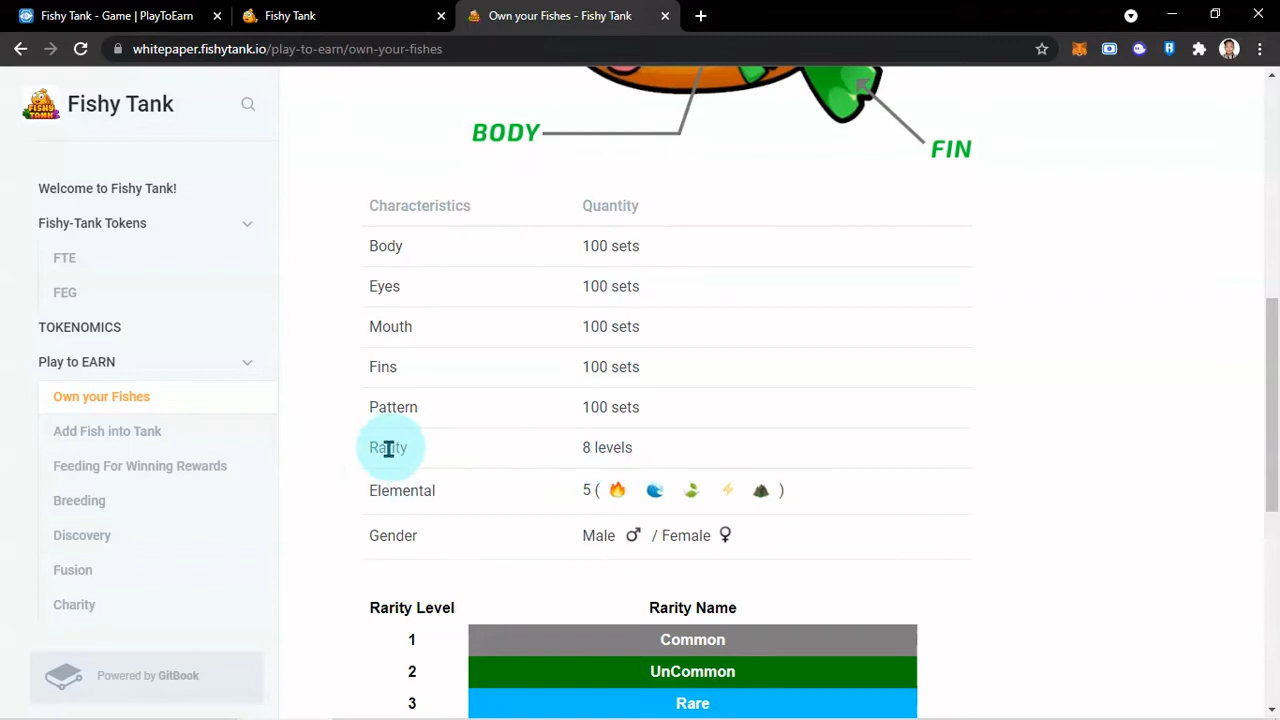 Fishy Tank - Game | PlayToEarn
Fishy Tank
Own your Fishes - Fishy Tank
whitepaper.fishytank.io/play-to-earn/own-your-fishes
FISHY TANK
Fishy Tank
Welcome to Fishy Tank!
Fishy-Tank Tokens
FTE
FEG
TOKENOMICS
Play to EARN
Own your Fishes
Add Fish into Tank
Feeding For Winning Rewards
Breeding
Discovery
Fusion
Charity
Powered by GitBook
BODY
FIN
Characteristics Quantity
Body 100 sets
Eyes 100 sets
Mouth 100 sets
Fins 100 sets
Pattern 100 sets
Rarity 8 levels
Elemental 5 ( 🔥 🌊 🍃 ⚡ ⛰ )
Gender Male ♂ / Female ♀
Rarity Level Rarity Name
1 Common
2 UnCommon
3 Rare